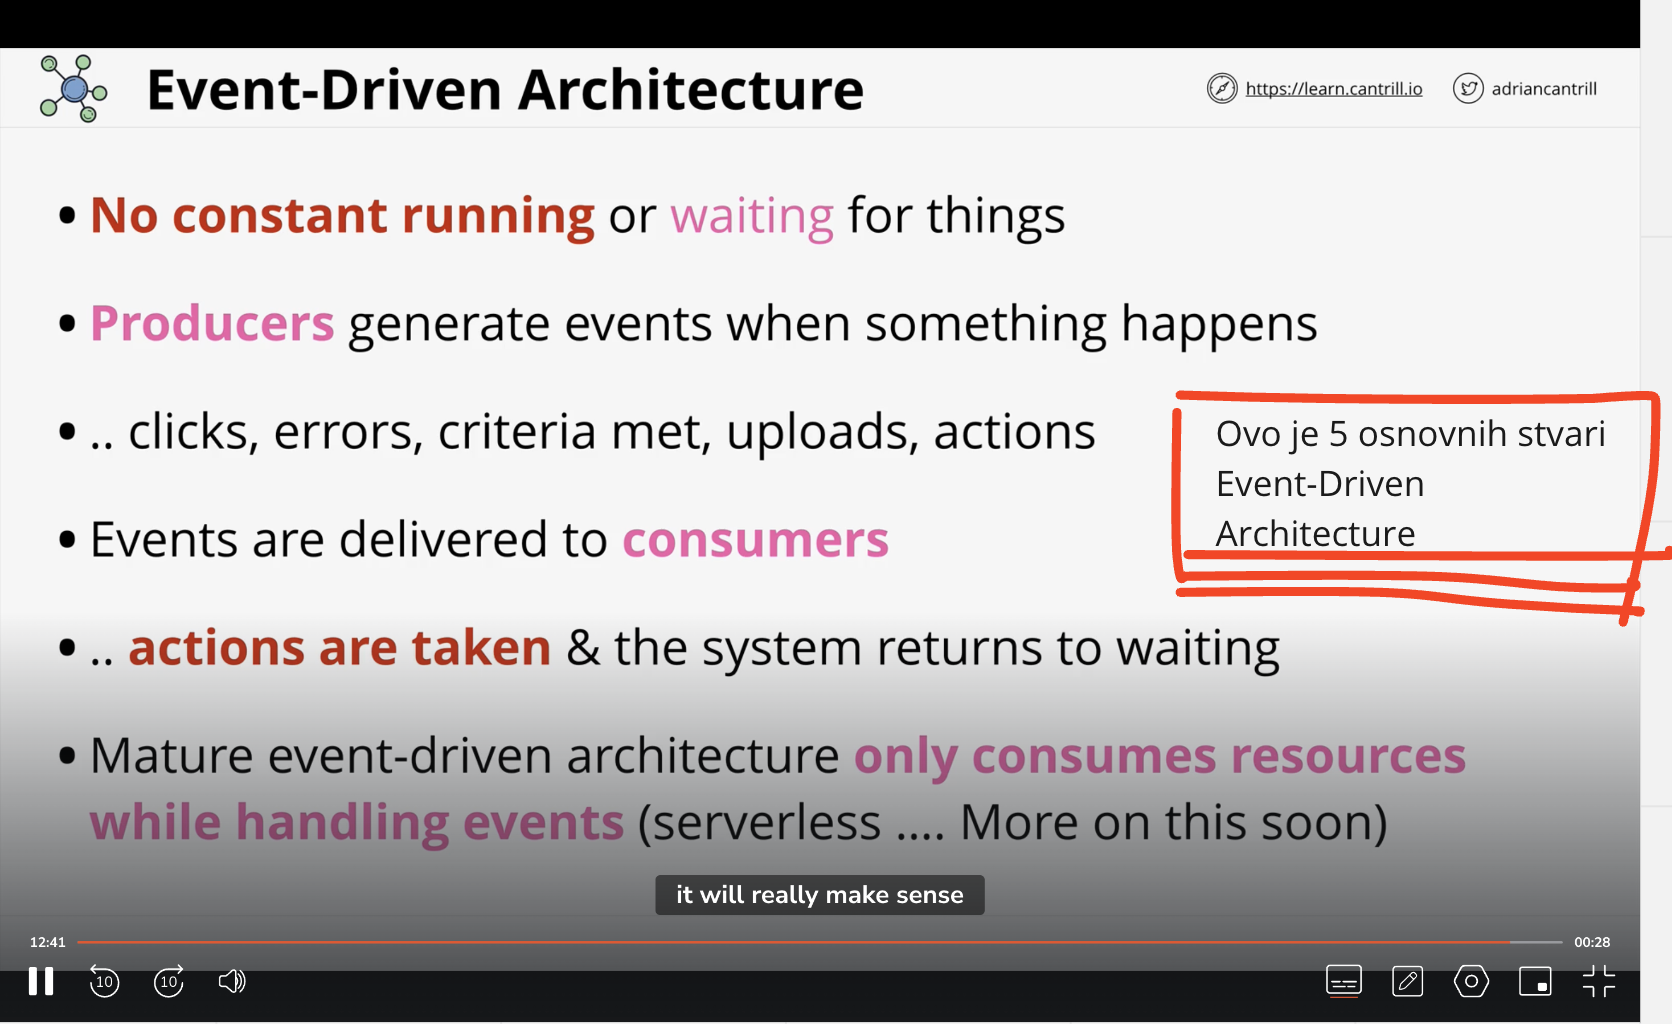 Event-Driven Architecture
https://learn.cantrill.io
adriancantrill
• No constant running or waiting for things
• Producers generate events when something happens
• .. clicks, errors, criteria met, uploads, actions
Ovo je 5 osnovnih stvari
Event-Driven
Architecture
• Events are delivered to consumers
• .. actions are taken & the system returns to waiting
• Mature event-driven architecture only consumes resources
while handling events (serverless .... More on this soon)
it will really make sense
12:41
00:28
10
10